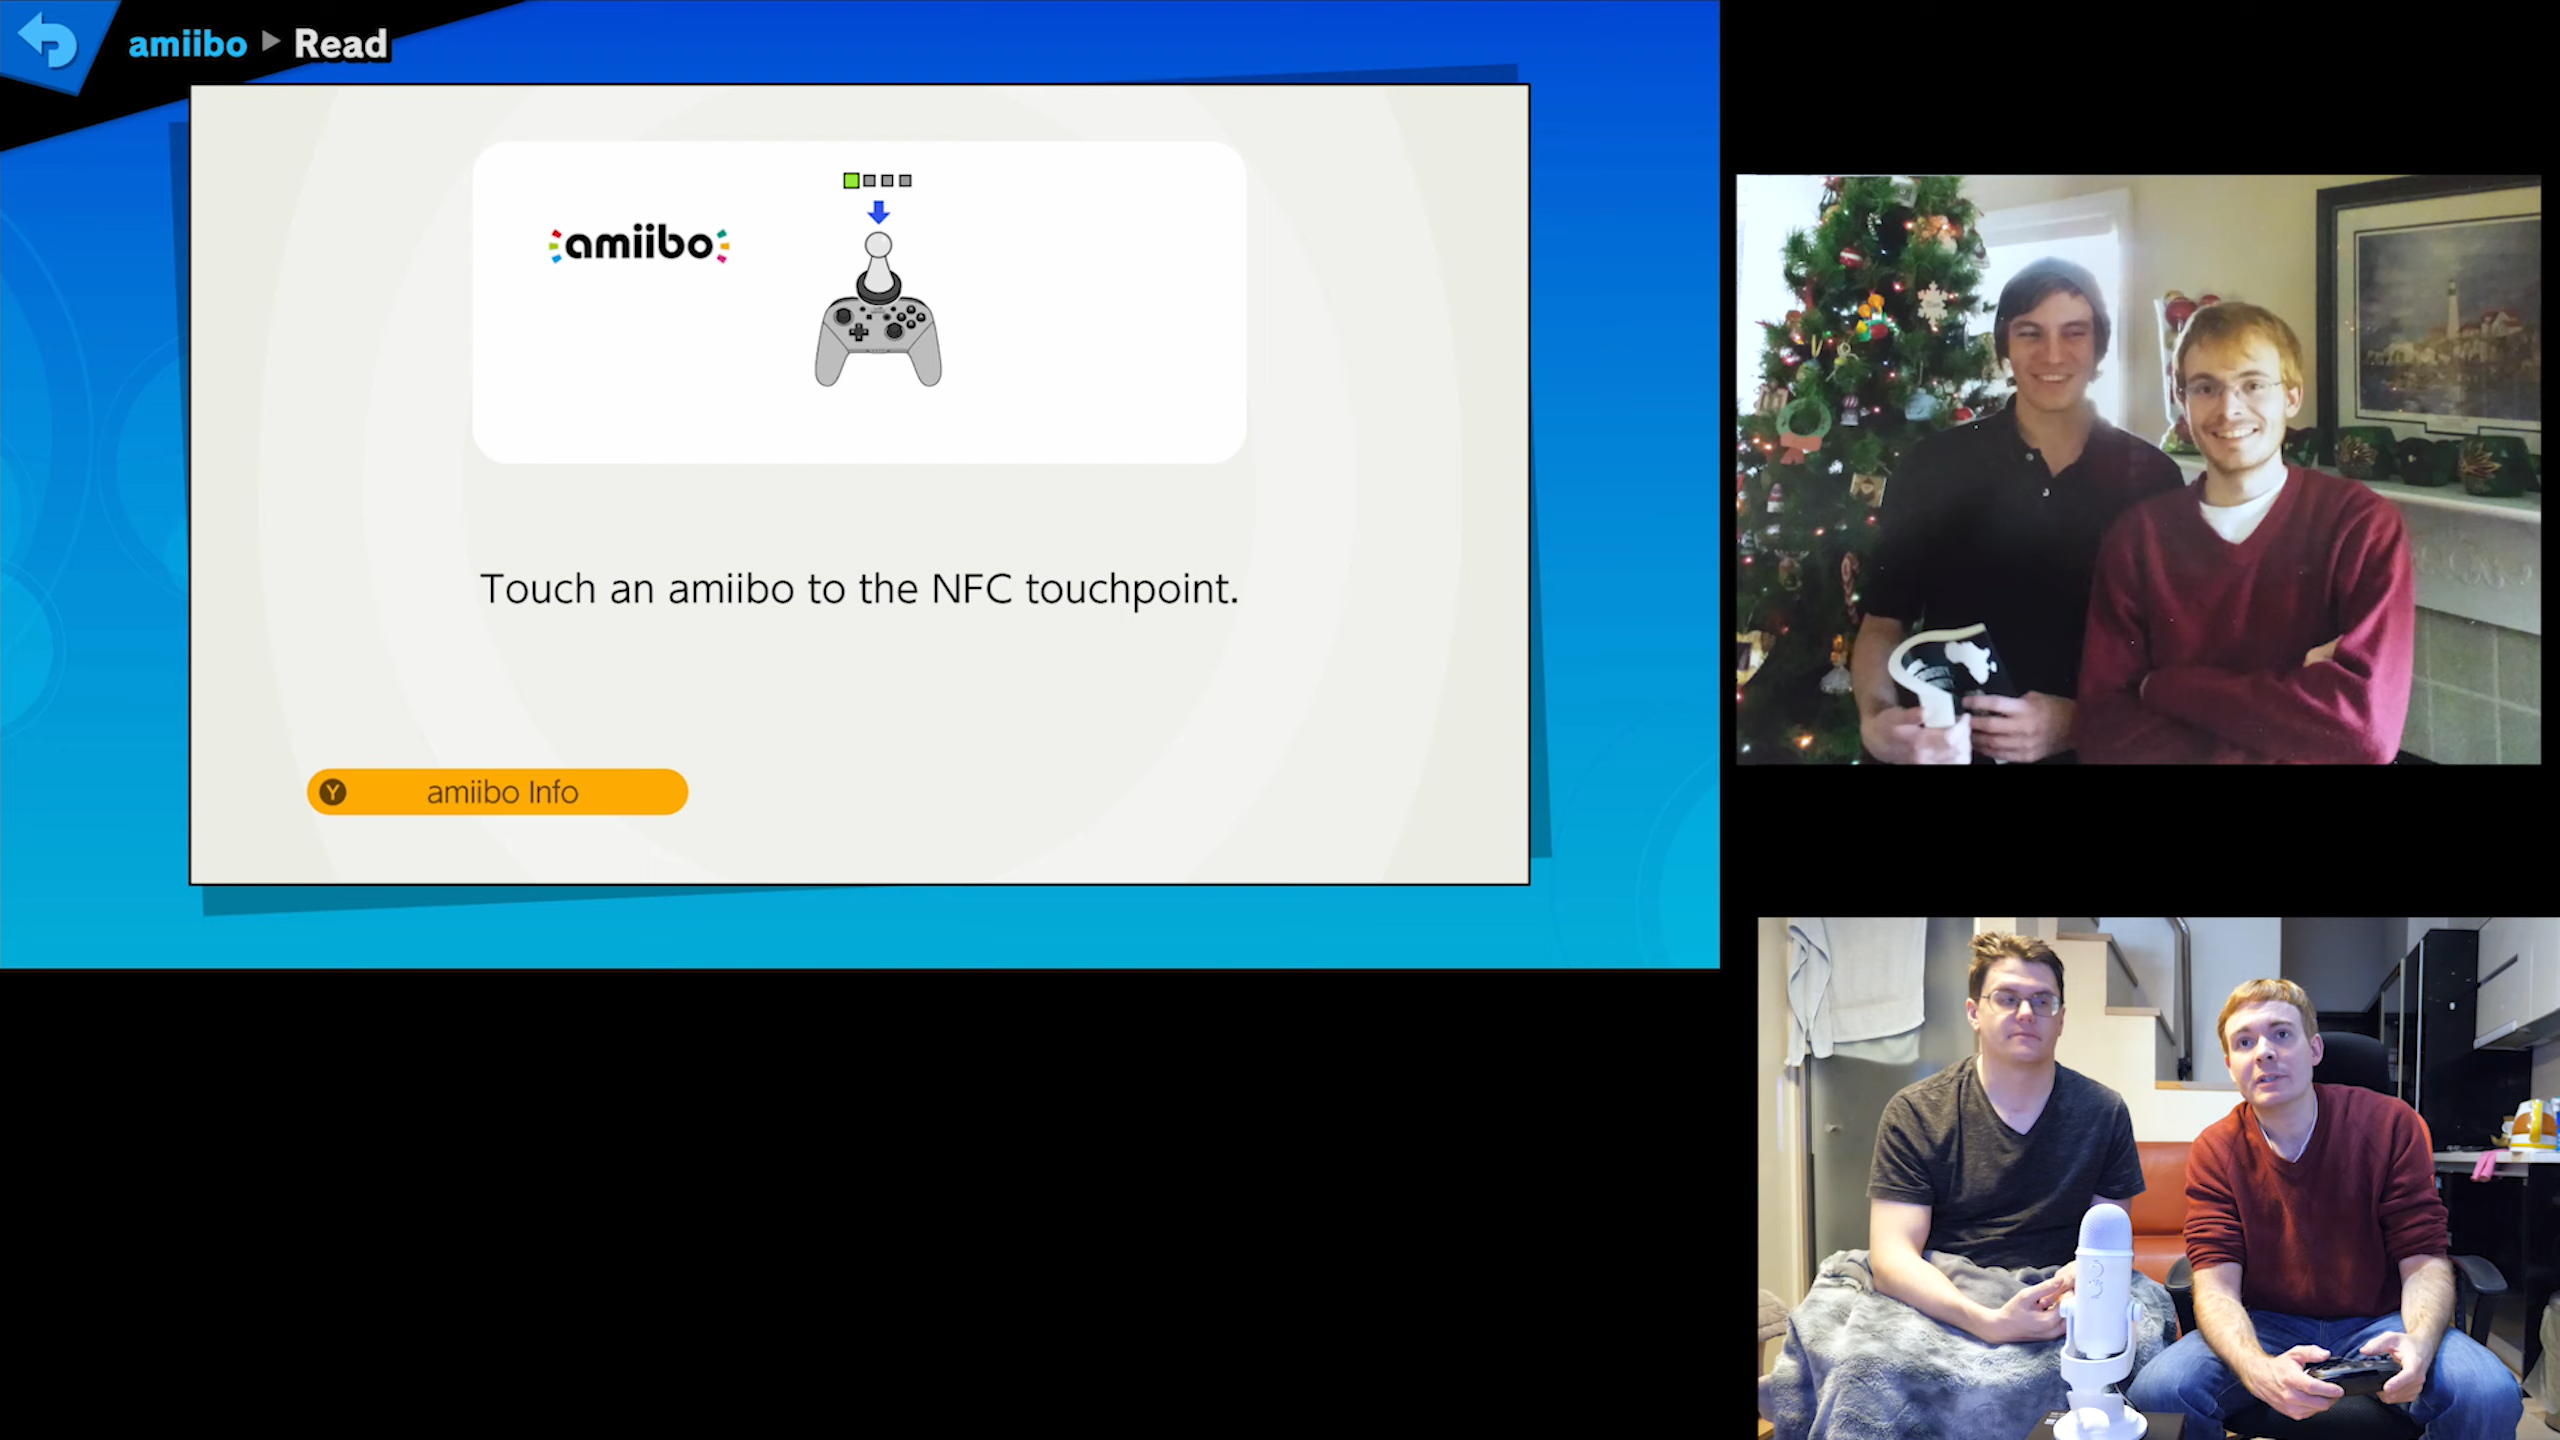 amiibo ▶ Read
amiibo
Touch an amiibo to the NFC touchpoint.
Y amiibo Info